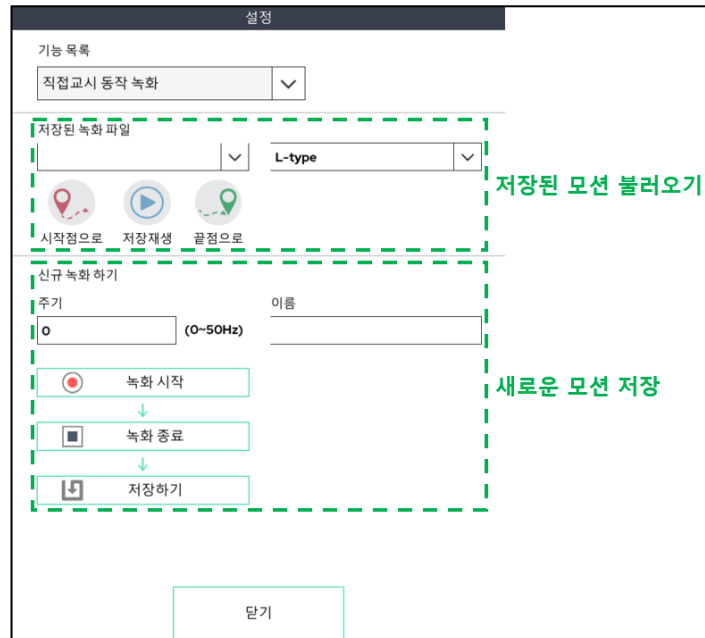 설정
기능 목록
직접교시 동작 녹화
저장된 녹화 파일
L-type
저장된 모션 불러오기
시작점으로 저장재생 끝점으로
신규 녹화 하기
주기 이름
0 (0~50Hz)
녹화 시작
새로운 모션 저장
녹화 종료
저장하기
닫기